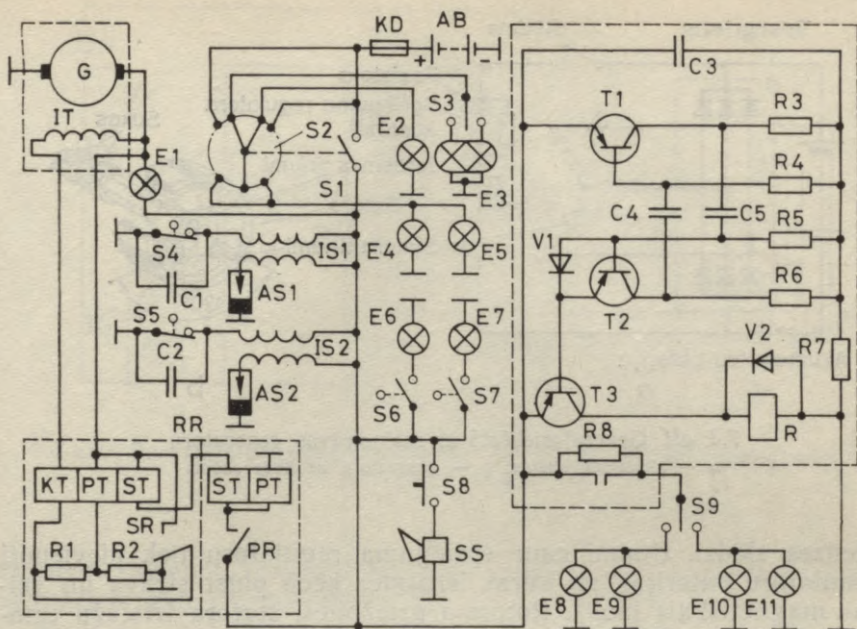 KD
AB
+
-
G
C3
IT
S2
E2
S3
T1
R3
S1
E1
E3
R4
C4
C5
S4
IS1
E4
E5
V1
R5
C1
AS1
R6
S5
E6
E7
T2
C2
IS2
V2
R7
AS2
S6
S7
T3
RR
R8
R
KT
PT
ST
ST
PT
S8
S9
SR
PR
R1
R2
SS
E8
E9
E10
E11